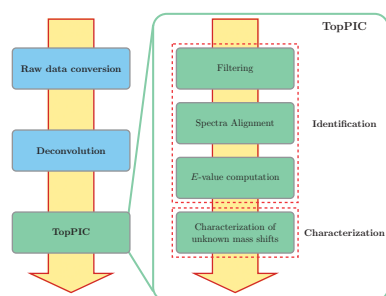 TopPIC
Raw data conversion
Deconvolution
TopPIC
Filtering
Spectra Alignment
E-value computation
Identification
Characterization of
unknown mass shifts
Characterization